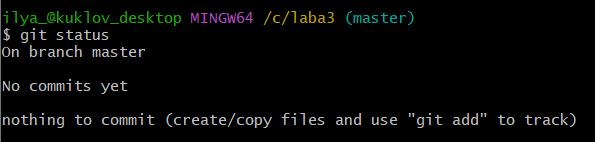 ilya_@kuklov_desktop MINGW64 /c/laba3 (master)
$ git status
On branch master
No commits yet
nothing to commit (create/copy files and use "git add" to track)